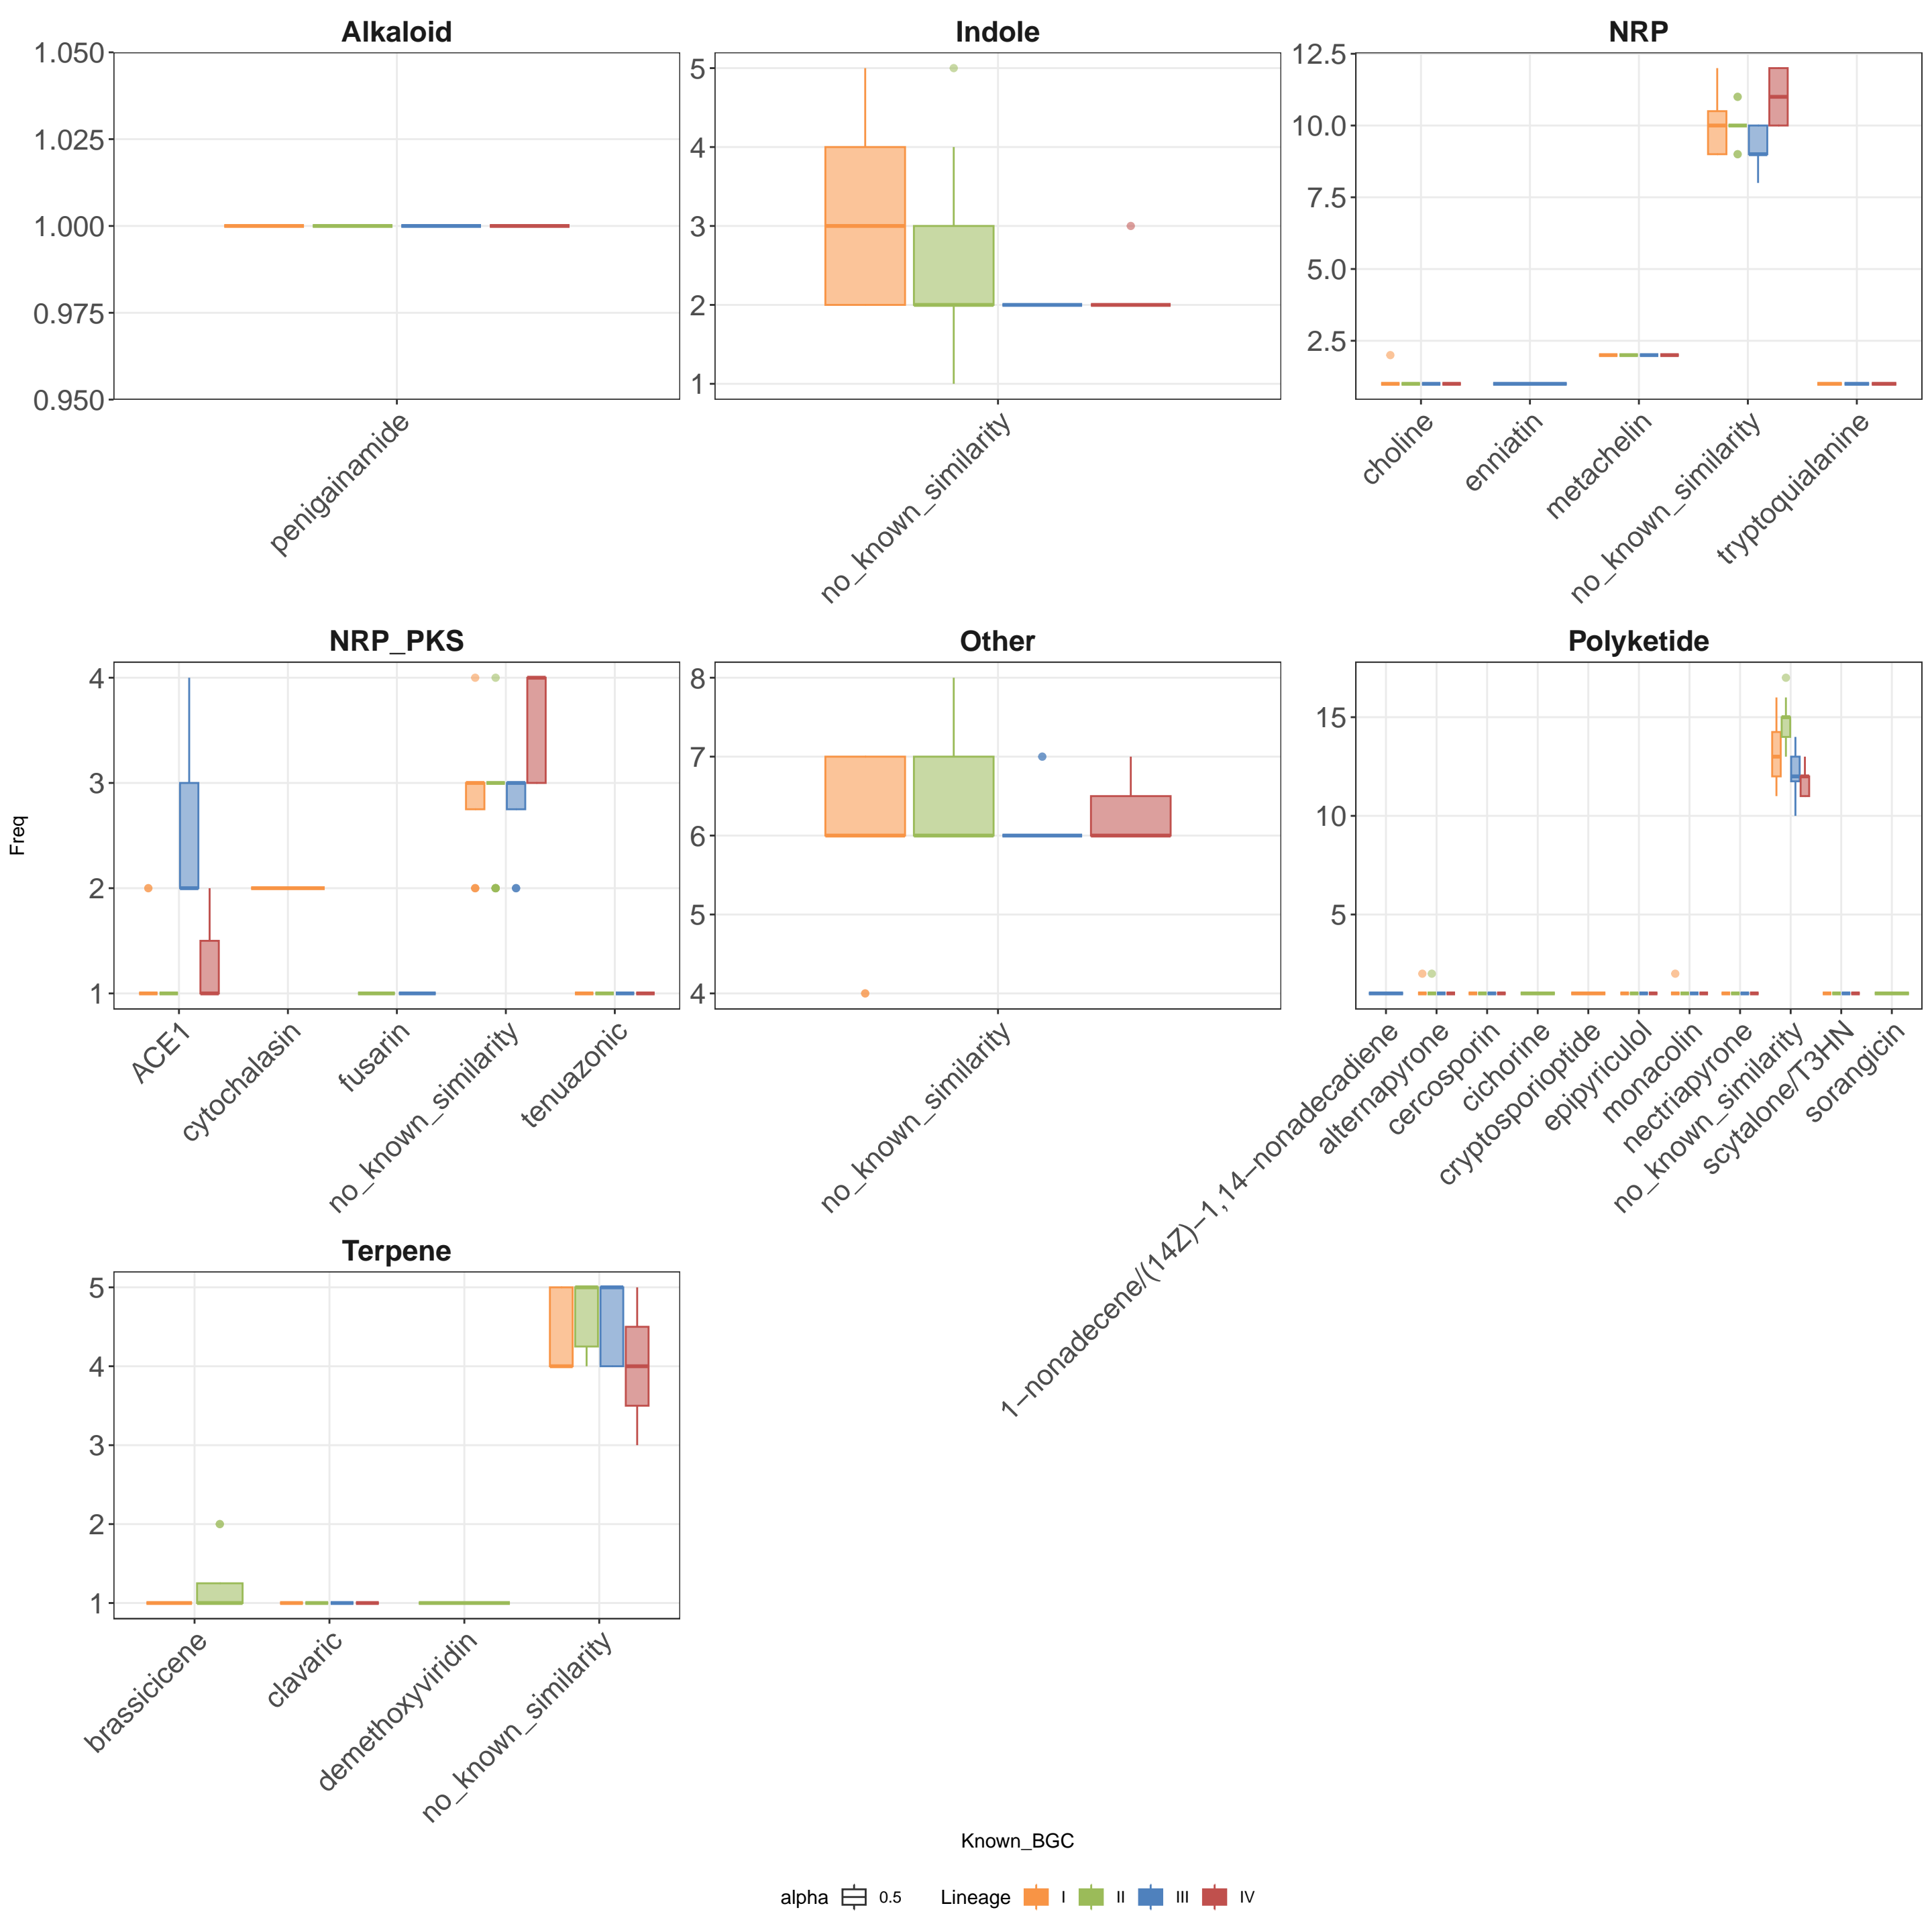 Alkaloid
1.050
1.025
1.000
0.975
0.950
penigainamide
Indole
5
4
3
2
1
no_known_similarity
NRP
12.5
10.0
7.5
5.0
2.5
choline
enniatin
metachelin
no_known_similarity
tryptoquialanine
Freq
NRP_PKS
4
3
2
1
ACE1
cytochalasin
fusarin
no_known_similarity
tenuazonic
Other
8
7
6
5
4
no_known_similarity
Polyketide
15
10
5
1−nonadecene/(14Z)−1,14−nonadecadiene
alternapyrone
cercosporin
cichorine
cryptosporioptide
epipyriculol
monacolin
nectriapyrone
no_known_similarity
scytalone/T3HN
sorangicin
Terpene
5
4
3
2
1
brassicicene
clavaric
demethoxyviridin
no_known_similarity
Known_BGC
alpha 0.5 Lineage I II III IV